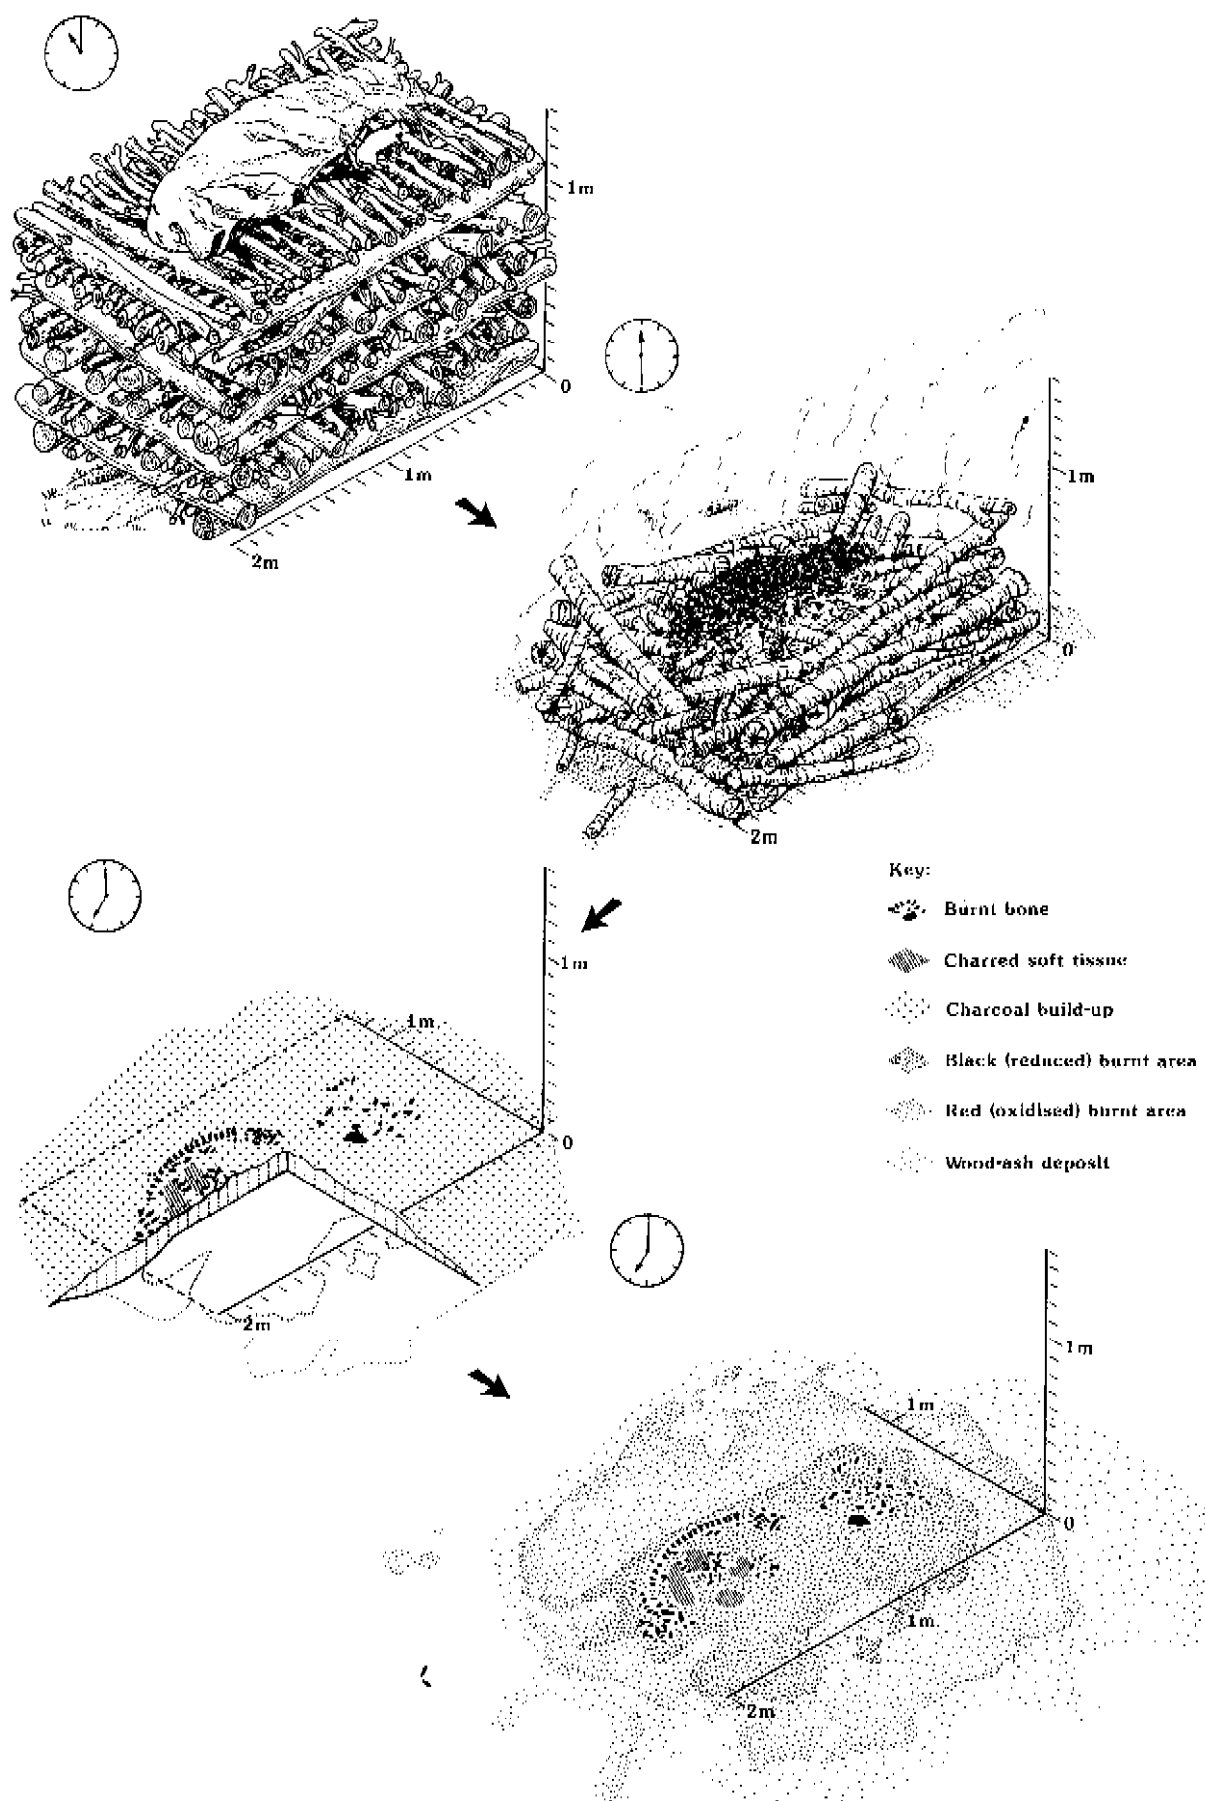 1m
0
1m
2m
1m
0
2m
Key:
Burnt bone
1m
Charred soft tissue
Charcoal build-up
1m
Black (reduced) burnt area
Red (oxidised) burnt area
0
Wood-ash deposit
2m
1m
1m
0
1m
2m